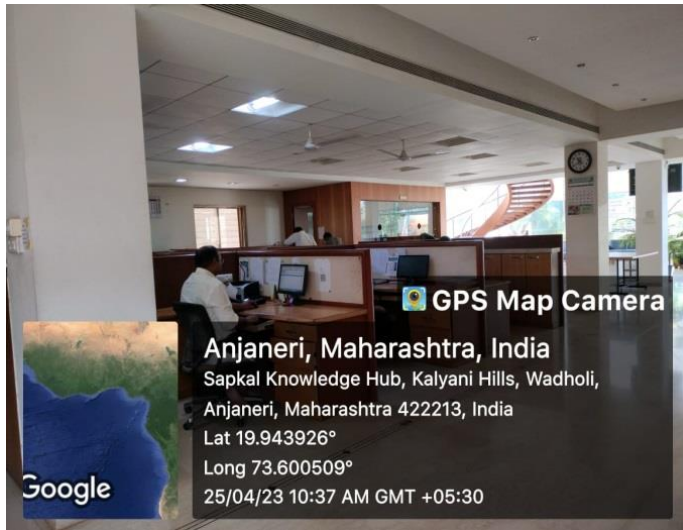 GPS Map Camera
Anjaneri, Maharashtra, India
Sapkal Knowledge Hub, Kalyani Hills, Wadholi,
Anjaneri, Maharashtra 422213, India
Lat 19.943926°
Long 73.600509°
25/04/23 10:37 AM GMT +05:30
Google